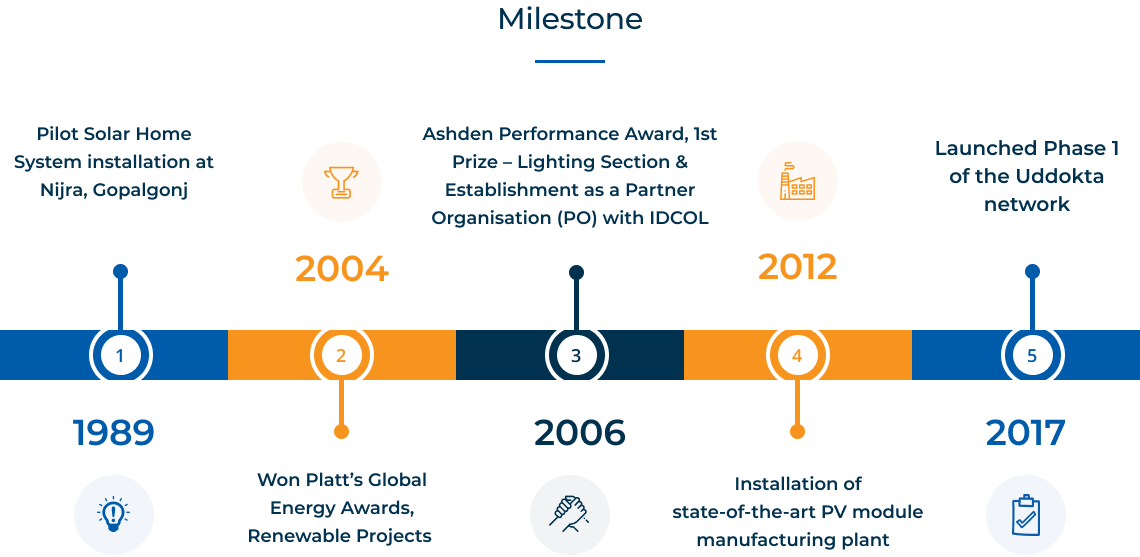 Milestone
Pilot Solar Home
System installation at
Nijra, Gopalgonj
1
1989
2004
2
Won Platt’s Global
Energy Awards,
Renewable Projects
Ashden Performance Award, 1st
Prize – Lighting Section &
Establishment as a Partner
Organisation (PO) with IDCOL
3
2006
2012
4
Installation of
state-of-the-art PV module
manufacturing plant
Launched Phase 1
of the Uddokta
network
5
2017